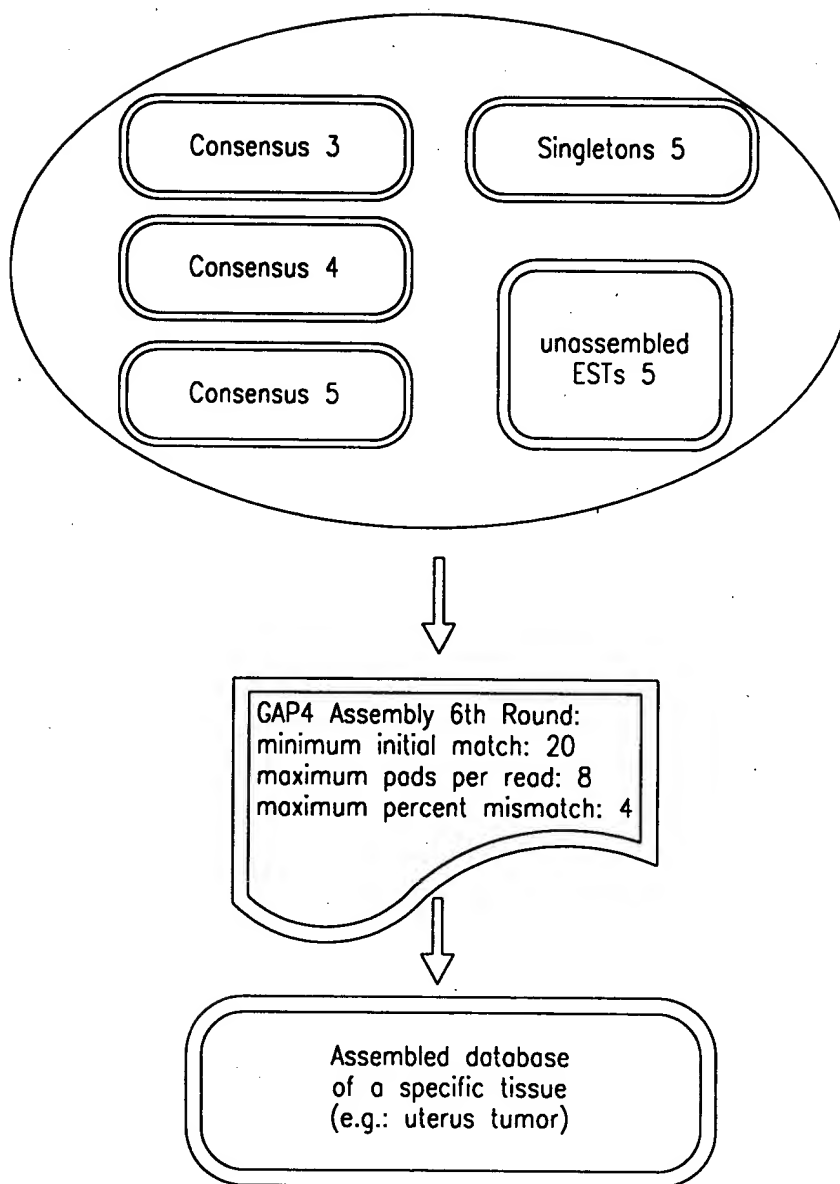 Consensus 3
Singletons 5
Consensus 4
unassembled
ESTs 5
Consensus 5
GAP4 Assembly 6th Round:
minimum initial match: 20
maximum pads per read: 8
maximum percent mismatch: 4
Assembled database
of a specific tissue
(e.g.: uterus tumor)